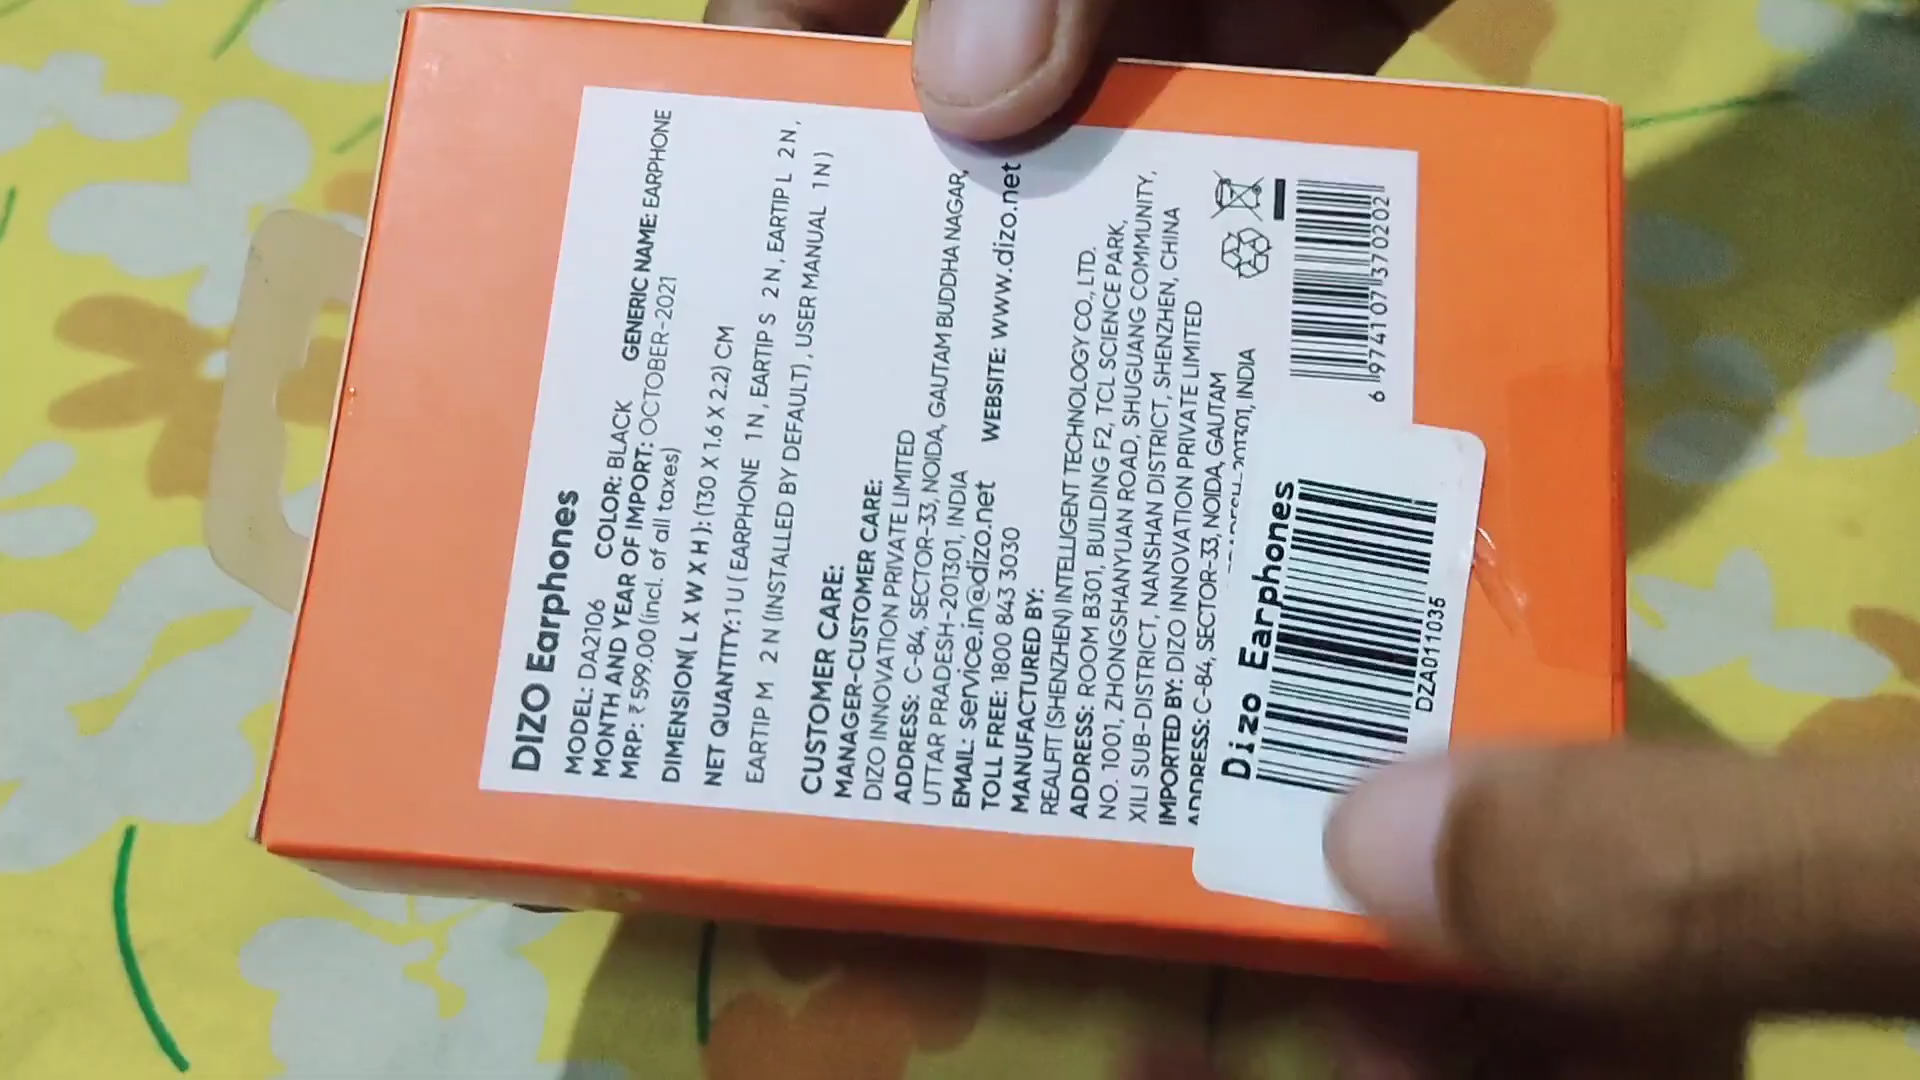 DIZO Earphones
MODEL: DA2106 COLOR: BLACK GENERIC NAME: EARPHONE
MONTH AND YEAR OF IMPORT: OCTOBER-2021
MRP: ₹ 599.00 (incl. of all taxes)
DIMENSION( L X W X H ): (130 X 1.6 X 2.2) CM
NET QUANTITY: 1 U ( EARPHONE 1 N , EARTIP S 2 N , EARTIP L 2 N ,
EARTIP M 2 N (INSTALLED BY DEFAULT) , USER MANUAL 1 N )
CUSTOMER CARE:
MANAGER-CUSTOMER CARE:
DIZO INNOVATION PRIVATE LIMITED
ADDRESS: C-84, SECTOR-33, NOIDA, GAUTAM BUDDHA NAGAR,
UTTAR PRADESH-201301, INDIA
EMAIL: service.in@dizo.net WEBSITE: www.dizo.net
TOLL FREE: 1800 843 3030
MANUFACTURED BY:
REALFIT (SHENZHEN) INTELLIGENT TECHNOLOGY CO., LTD.
ADDRESS: ROOM B301, BUILDING F2, TCL SCIENCE PARK,
NO. 1001, ZHONGSHANYUAN ROAD, SHUGUANG COMMUNITY,
XILI SUB-DISTRICT, NANSHAN DISTRICT, SHENZHEN, CHINA
IMPORTED BY: DIZO INNOVATION PRIVATE LIMITED
ADDRESS: C-84, SECTOR-33, NOIDA, GAUTAM
201301, INDIA
6 974107 370202
Dizo Earphones
DZA011036